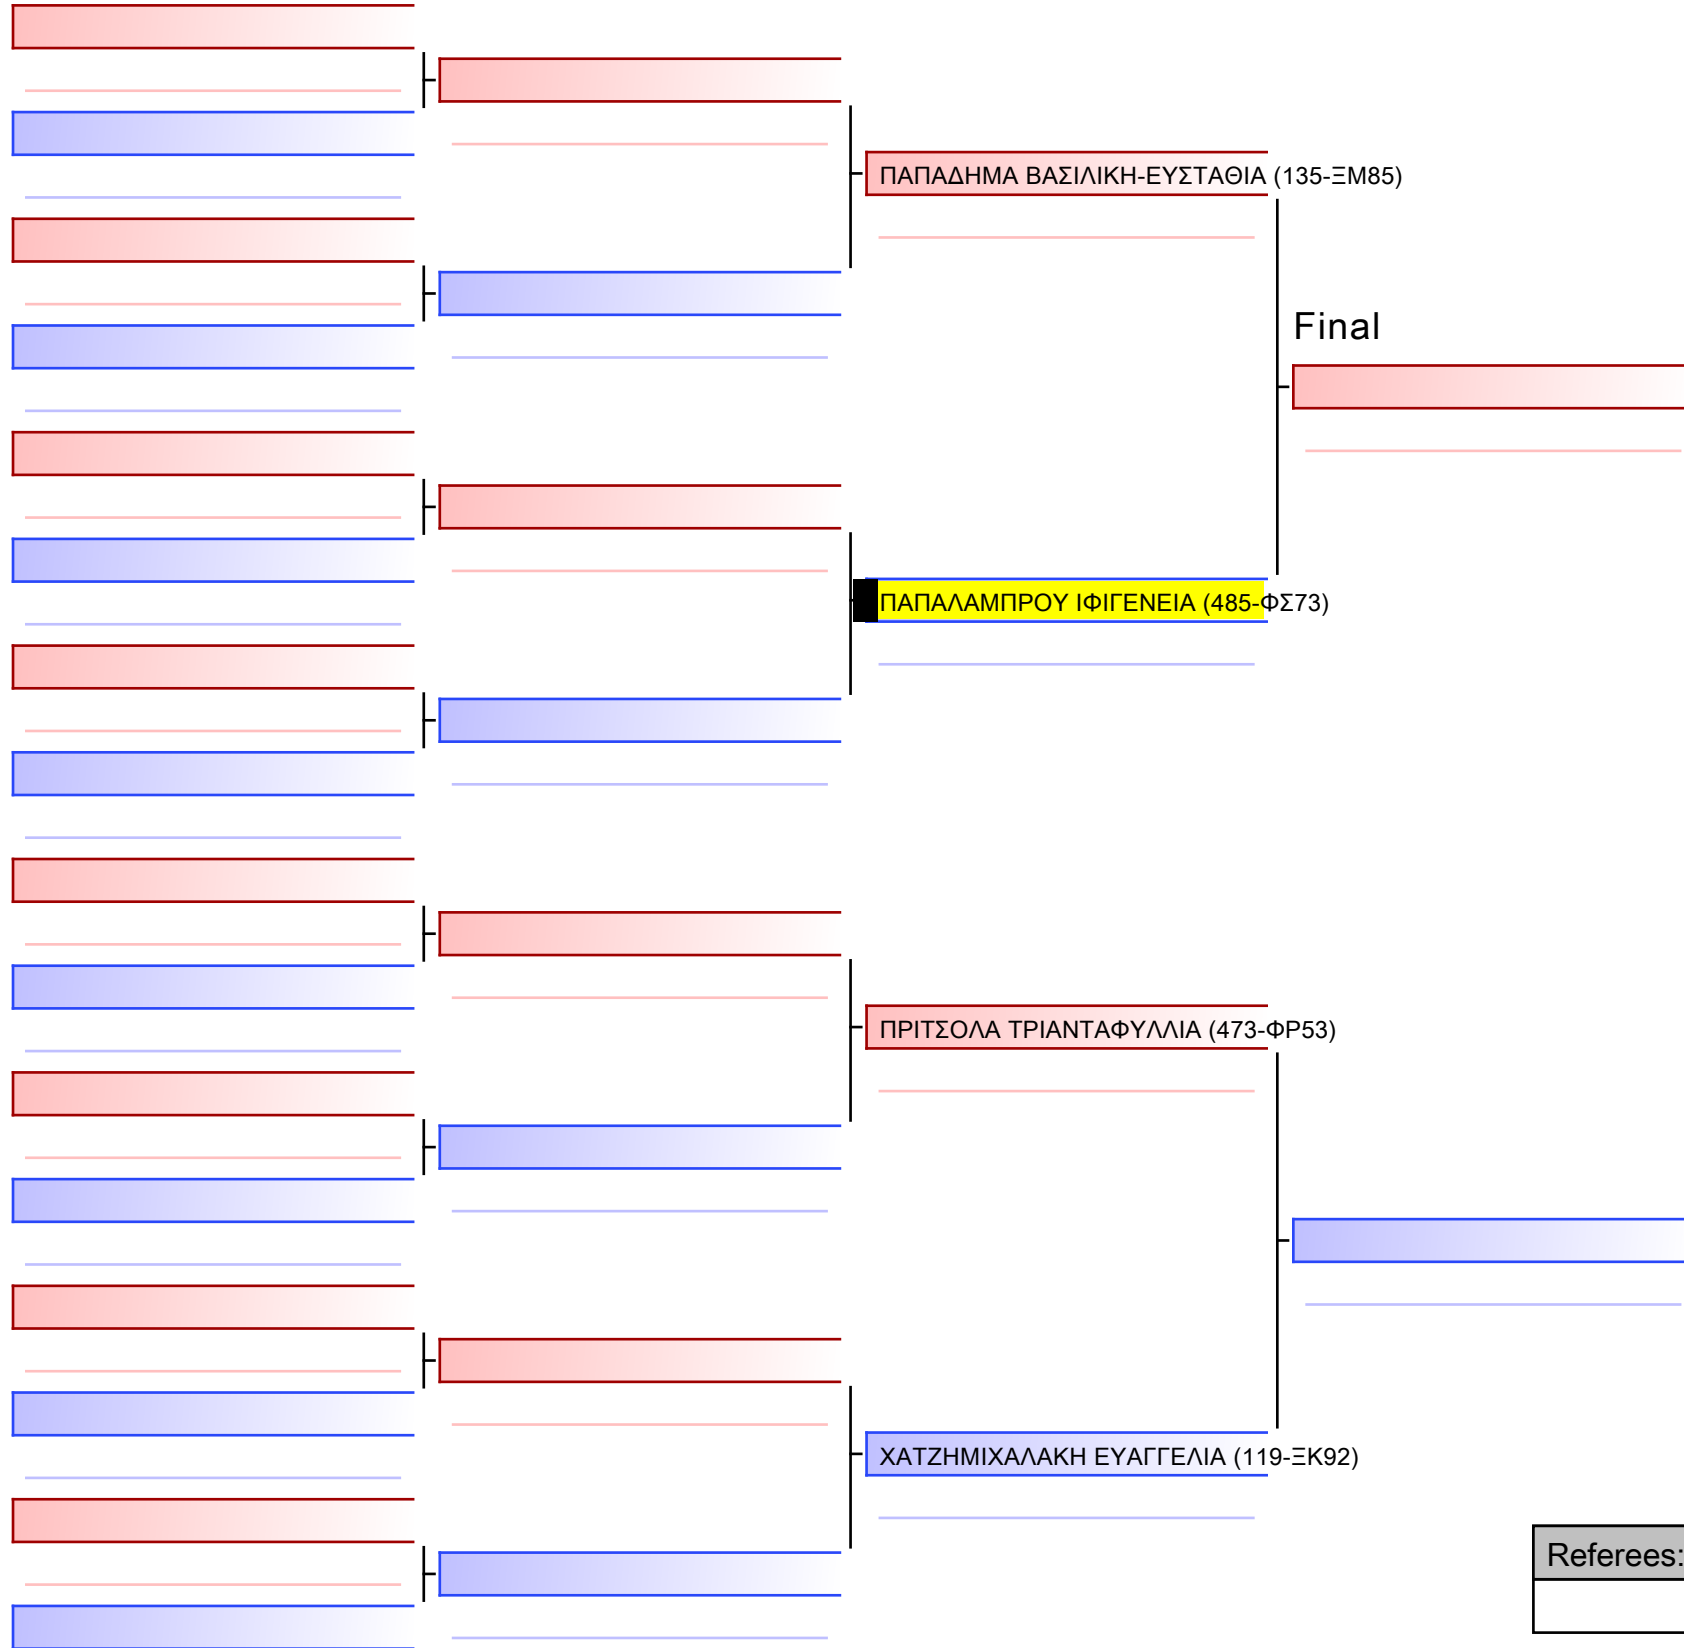 ΠΑΠΑΔΗΜΑ ΒΑΣΙΛΙΚΗ-ΕΥΣΤΑΘΙΑ (135-ΞΜ85)
Final
ΠΑΠΑΛΑΜΠΡΟΥ ΙΦΙΓΕΝΕΙΑ (485-ΦΣ73)
ΠΡΙΤΣΟΛΑ ΤΡΙΑΝΤΑΦΥΛΛΙΑ (473-ΦΡ53)
ΧΑΤΖΗΜΙΧΑΛΑΚΗ ΕΥΑΓΓΕΛΙΑ (119-ΞΚ92)
Referees: